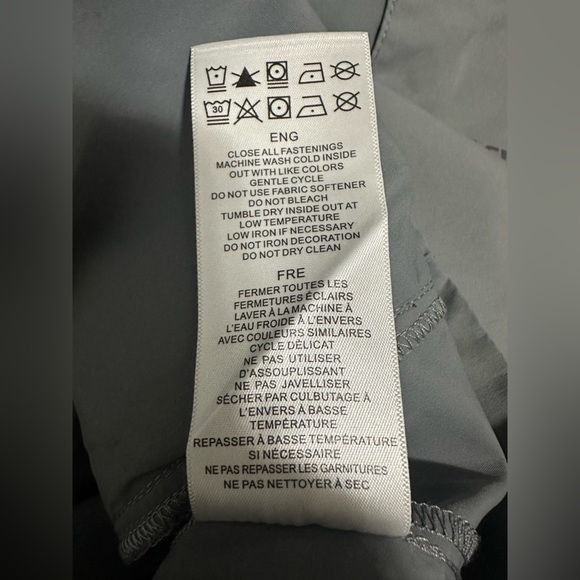 30
ENG
CLOSE ALL FASTENINGS
MACHINE WASH COLD INSIDE
OUT WITH LIKE COLORS
GENTLE CYCLE
DO NOT USE FABRIC SOFTENER
DO NOT BLEACH
TUMBLE DRY INSIDE OUT AT
LOW TEMPERATURE
LOW IRON IF NECESSARY
DO NOT IRON DECORATION
DO NOT DRY CLEAN
FRE
FERMER TOUTES LES
FERMETURES ÉCLAIRS
LAVER À LA MACHINE À
L'EAU FROIDE À L'ENVERS
AVEC COULEURS SIMILAIRES
CYCLE DÉLICAT
NE PAS UTILISER
D'ASSOUPLISSANT
NE PAS JAVELLISER
SÉCHER PAR CULBUTAGE À
L'ENVERS À BASSE
TEMPÉRATURE
REPASSER À BASSE TEMPÉRATURE
SI NÉCESSAIRE
NE PAS REPASSER LES GARNITURES
NE PAS NETTOYER À SEC